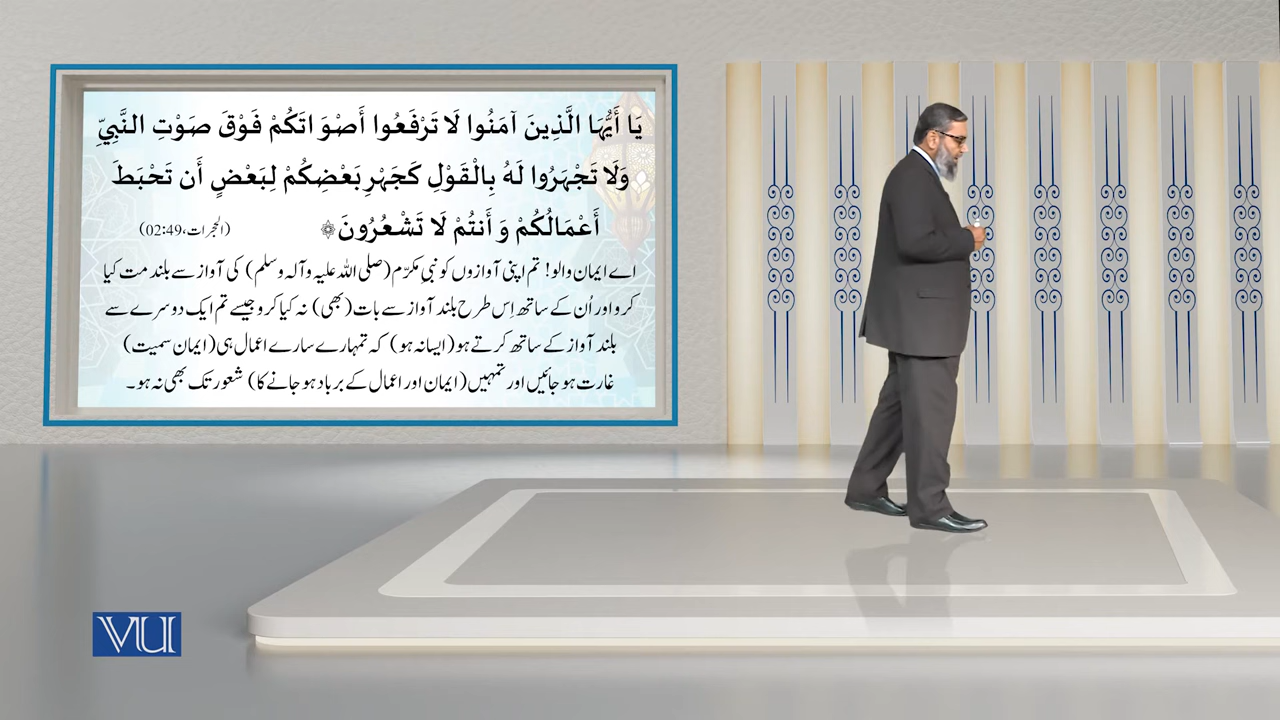 يَا أَيُّهَا الَّذِينَ آمَنُوا لَا تَرْفَعُوا أَصْوَاتَكُمْ فَوْقَ صَوْتِ النَّبِيِّ
وَلَا تَجْهَرُوا لَهُ بِالْقَوْلِ كَجَهْرِ بَعْضِكُمْ لِبَعْضٍ أَن تَحْبَطَ
أَعْمَالُكُمْ وَ أَنتُمْ لَا تَشْعُرُونَ۞ (الحجرات،02:49)
اے ایمان والو! تم اپنی آوازوں کو نبی مکرّم (صلی اللہ علیہ وآلہ وسلم) کی آواز سے بلند مت کیا
کرو اور اُن کے ساتھ اِس طرح بلند آواز سے بات (بھی) نہ کیا کرو جیسے تم ایک دوسرے سے
بلند آواز کے ساتھ کرتے ہو (ایسا نہ ہو) کہ تمہارے سارے اعمال ہی (ایمان سمیت)
غارت ہو جائیں اور تمہیں (ایمان اور اعمال کے برباد ہو جانے کا) شعور تک بھی نہ ہو۔
VU